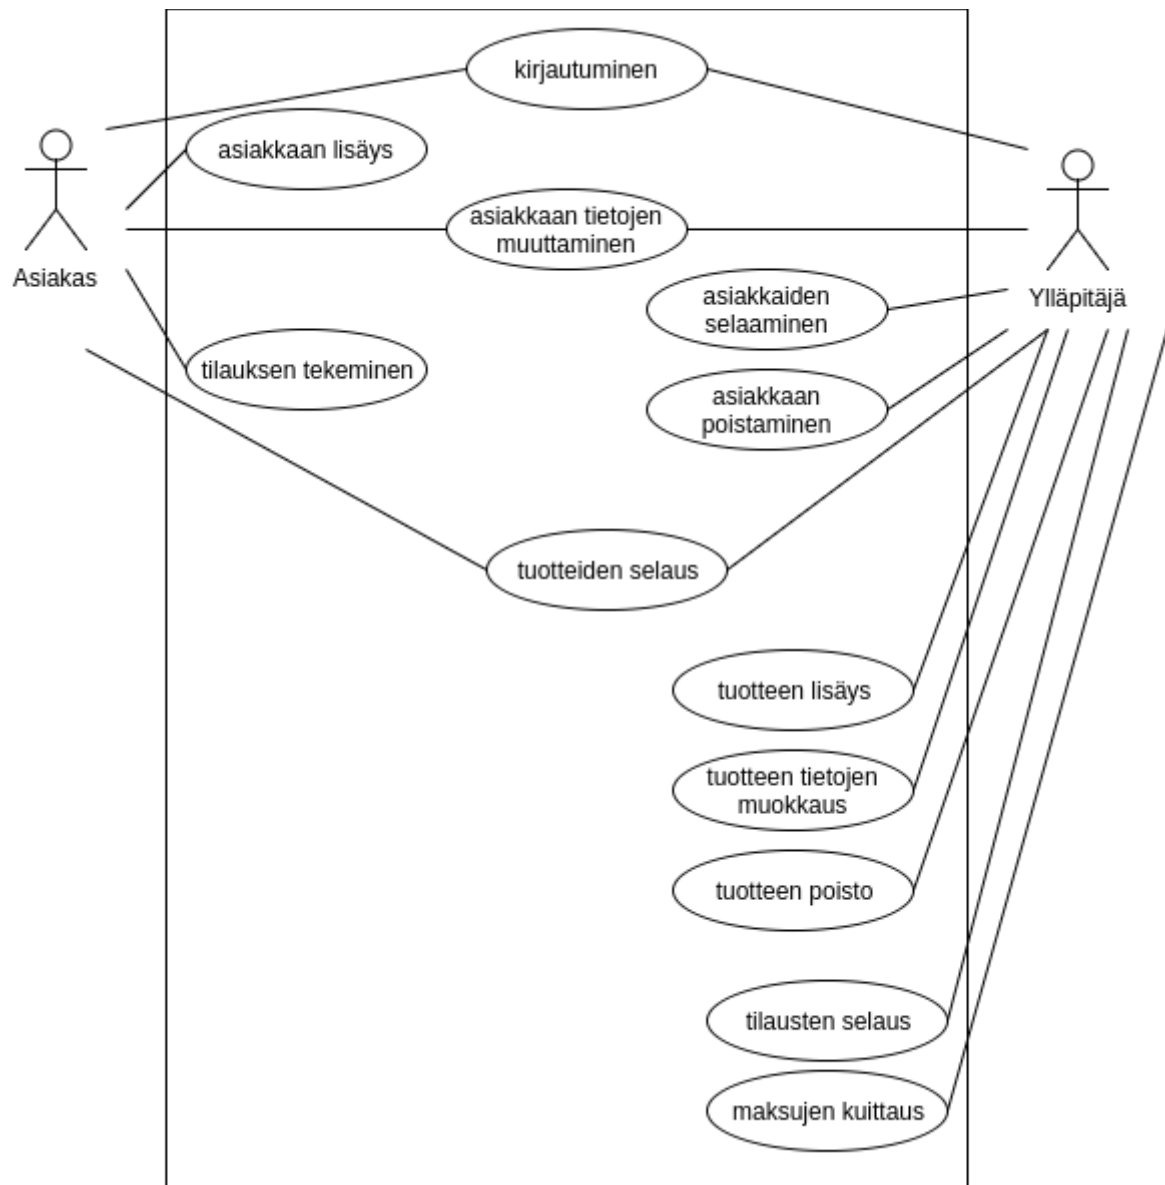 kirjautuminen
asiakkaan lisäys
asiakkaan tietojen
muuttaminen
Asiakas
asiakkaiden
selaaminen
Ylläpitäjä
tilauksen tekeminen
asiakkaan
poistaminen
tuotteiden selaus
tuotteen lisäys
tuotteen tietojen
muokkaus
tuotteen poisto
tilausten selaus
maksujen kuittaus